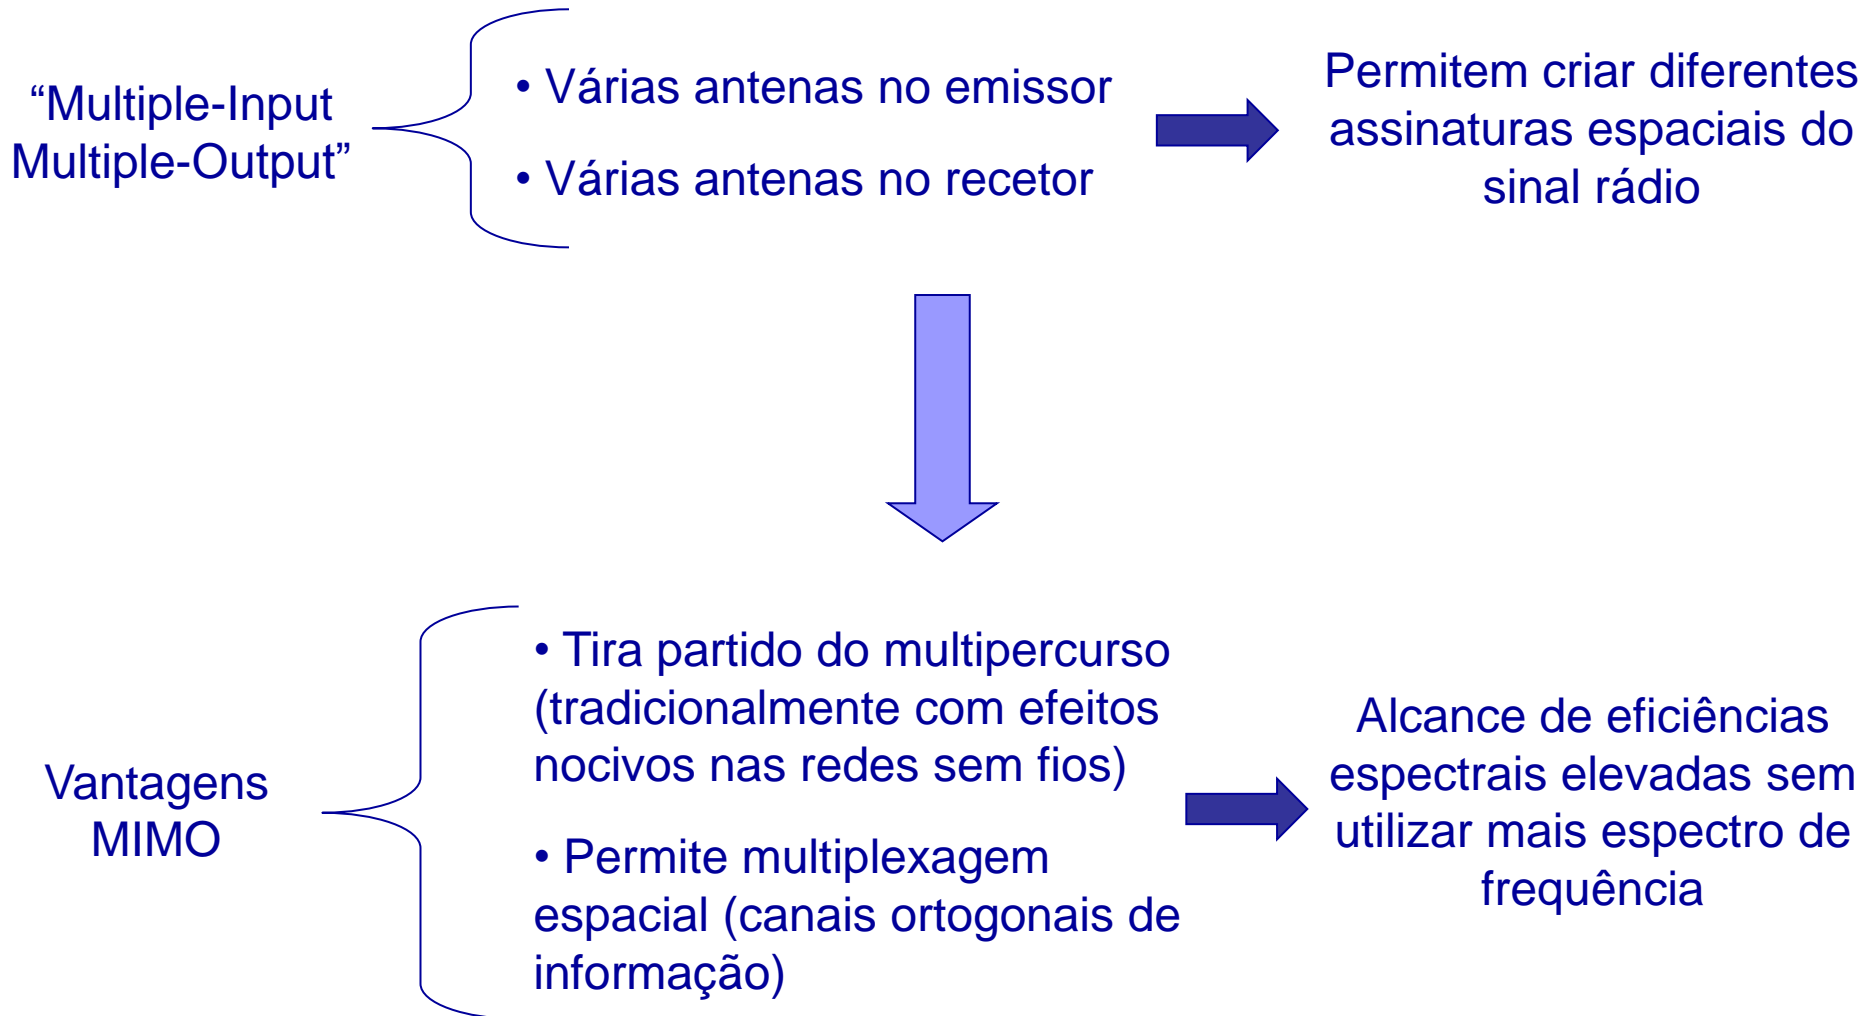 “Multiple-Input
Multiple-Output”
• Várias antenas no emissor
• Várias antenas no recetor
Permitem criar diferentes
assinaturas espaciais do
sinal rádio
Vantagens
MIMO
• Tira partido do multipercurso
(tradicionalmente com efeitos
nocivos nas redes sem fios)
• Permite multiplexagem
espacial (canais ortogonais de
informação)
Alcance de eficiências
espectrais elevadas sem
utilizar mais espectro de
frequência